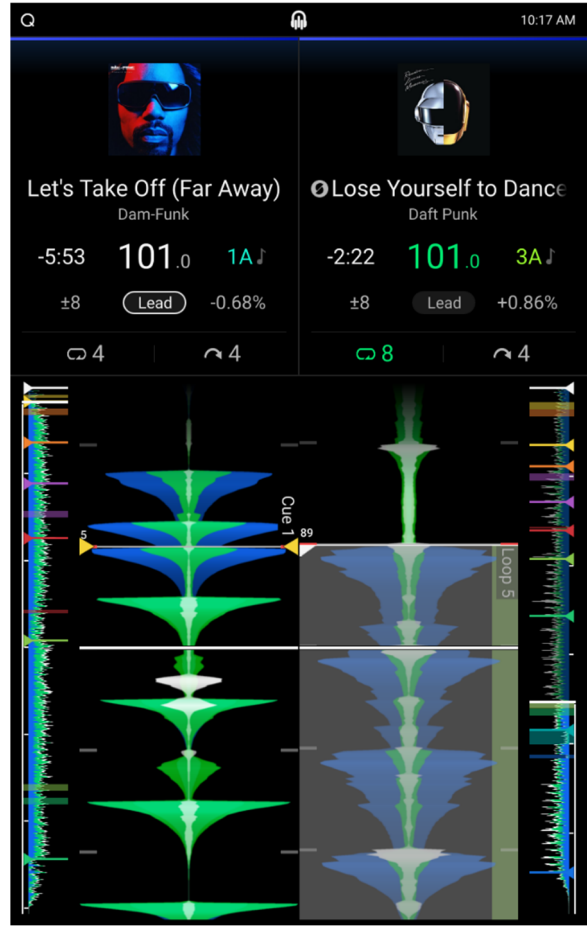 10:17 AM
Let's Take Off (Far Away)
Dam-Funk
-5:53 101.0 1A
±8 Lead -0.68%
4 4
Lose Yourself to Dance
Daft Punk
-2:22 101.0 3A
±8 Lead +0.86%
8 4
5
Cue 1
89
Loop 5